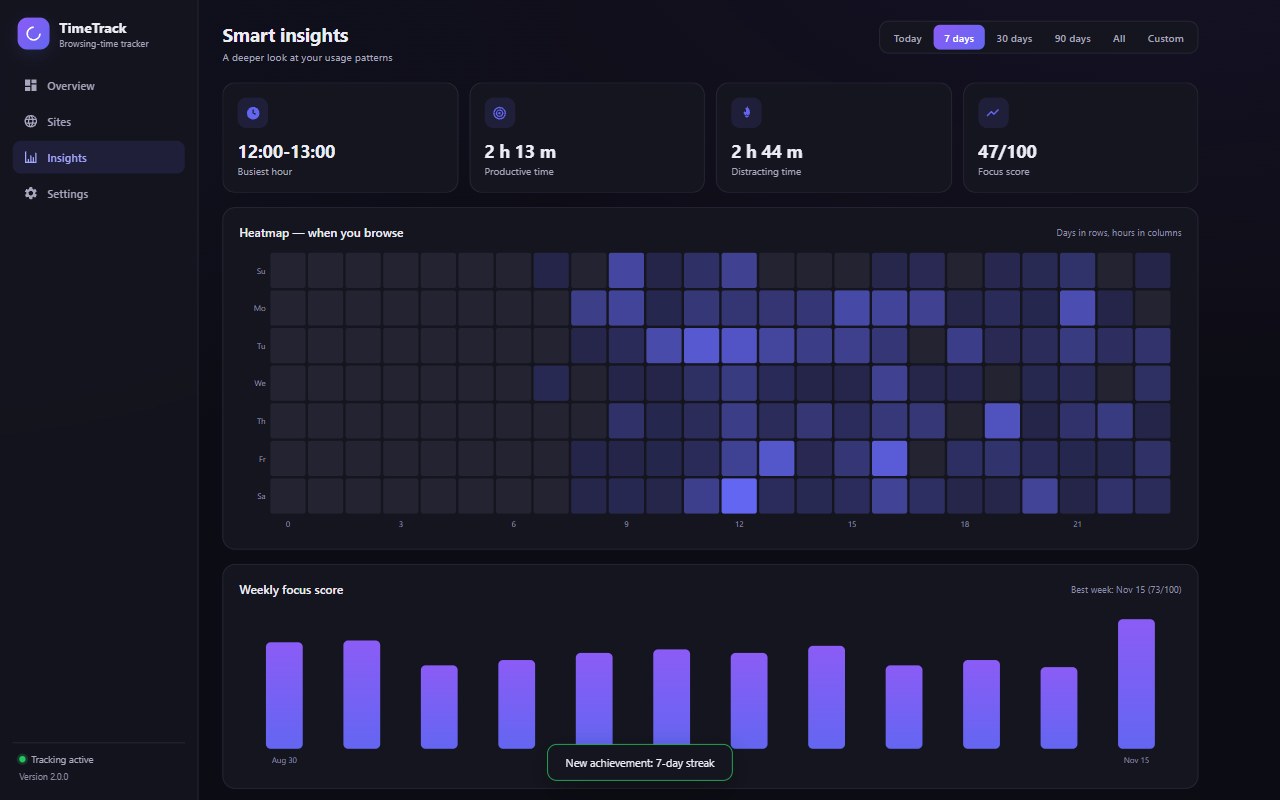 TimeTrack
Browsing-time tracker
Overview
Sites
Insights
Settings
Tracking active
Version 2.0.0
Smart insights
A deeper look at your usage patterns
Today 7 days 30 days 90 days All Custom
12:00-13:00
Busiest hour
2 h 13 m
Productive time
2 h 44 m
Distracting time
47/100
Focus score
Heatmap — when you browse
Days in rows, hours in columns
Su
Mo
Tu
We
Th
Fr
Sa
0 3 6 9 12 15 18 21
Weekly focus score
Best week: Nov 15 (73/100)
Aug 30
Nov 15
New achievement: 7-day streak